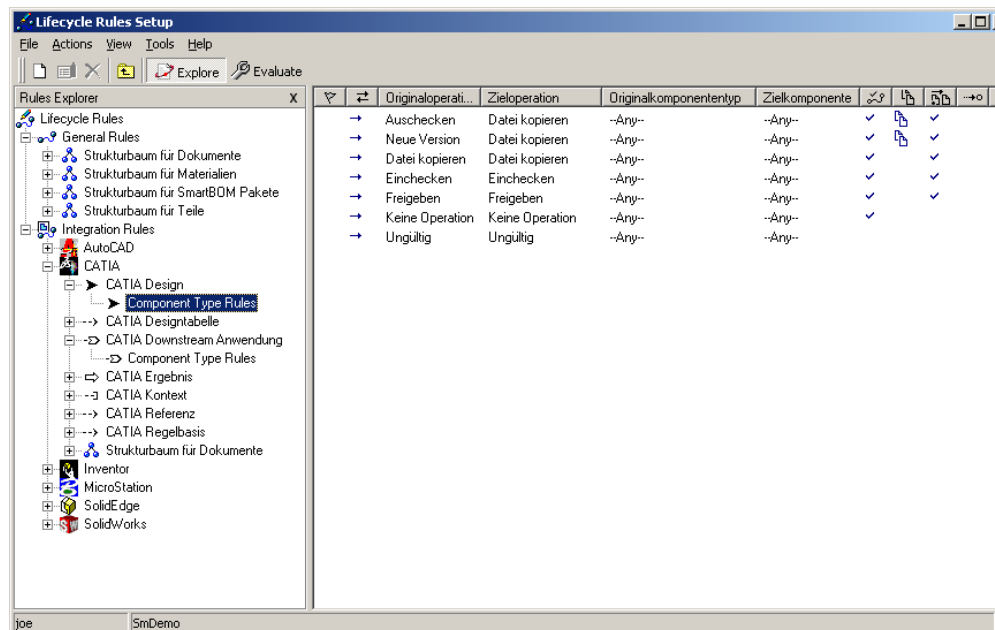 Lifecycle Rules Setup
File Actions View Tools Help
Explore Evaluate
Rules Explorer X
Lifecycle Rules
General Rules
Strukturbaum für Dokumente
Strukturbaum für Materialien
Strukturbaum für SmartBOM Pakete
Strukturbaum für Teile
Integration Rules
AutoCAD
CATIA
CATIA Design
Component Type Rules
CATIA Designtabelle
CATIA Downstream Anwendung
Component Type Rules
CATIA Ergebnis
CATIA Kontext
CATIA Referenz
CATIA Regelbasis
Strukturbaum für Dokumente
Inventor
MicroStation
SolidEdge
SolidWorks
Originaloperati... Zieloperation Originalkomponententyp Zielkomponente
Auschecken Datei kopieren --Any-- --Any--
Neue Version Datei kopieren --Any-- --Any--
Datei kopieren Datei kopieren --Any-- --Any--
Einchecken Einchecken --Any-- --Any--
Freigeben Freigeben --Any-- --Any--
Keine Operation Keine Operation --Any-- --Any--
Ungültig Ungültig --Any-- --Any--
joe SmDemo